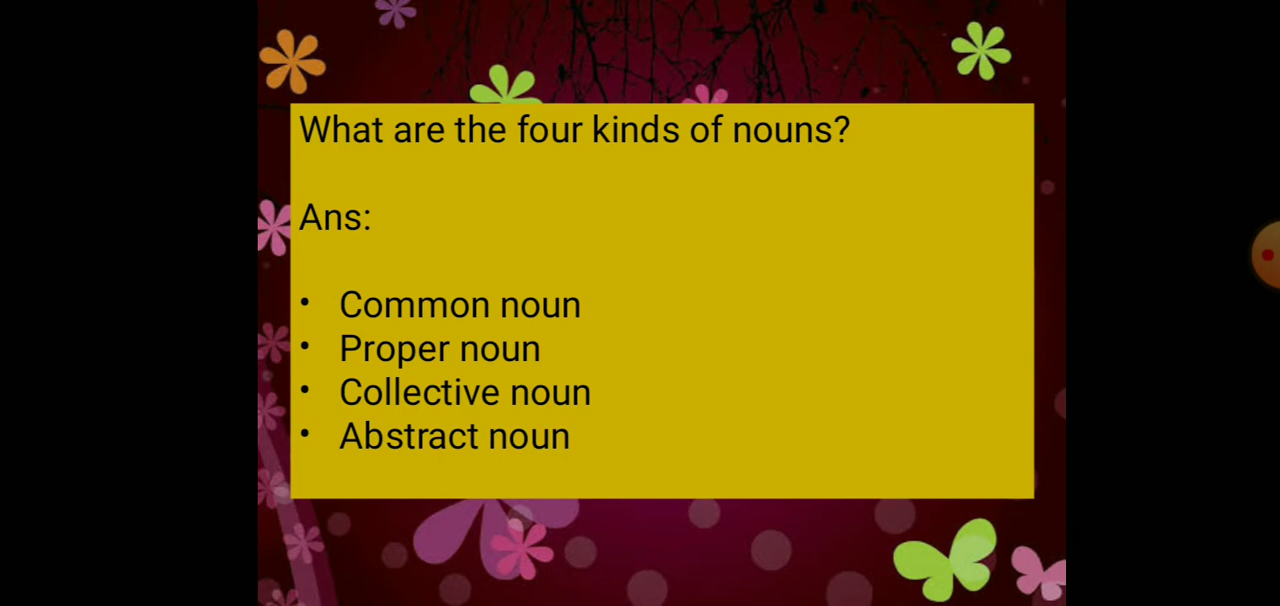 What are the four kinds of nouns?
Ans:
• Common noun
• Proper noun
• Collective noun
• Abstract noun